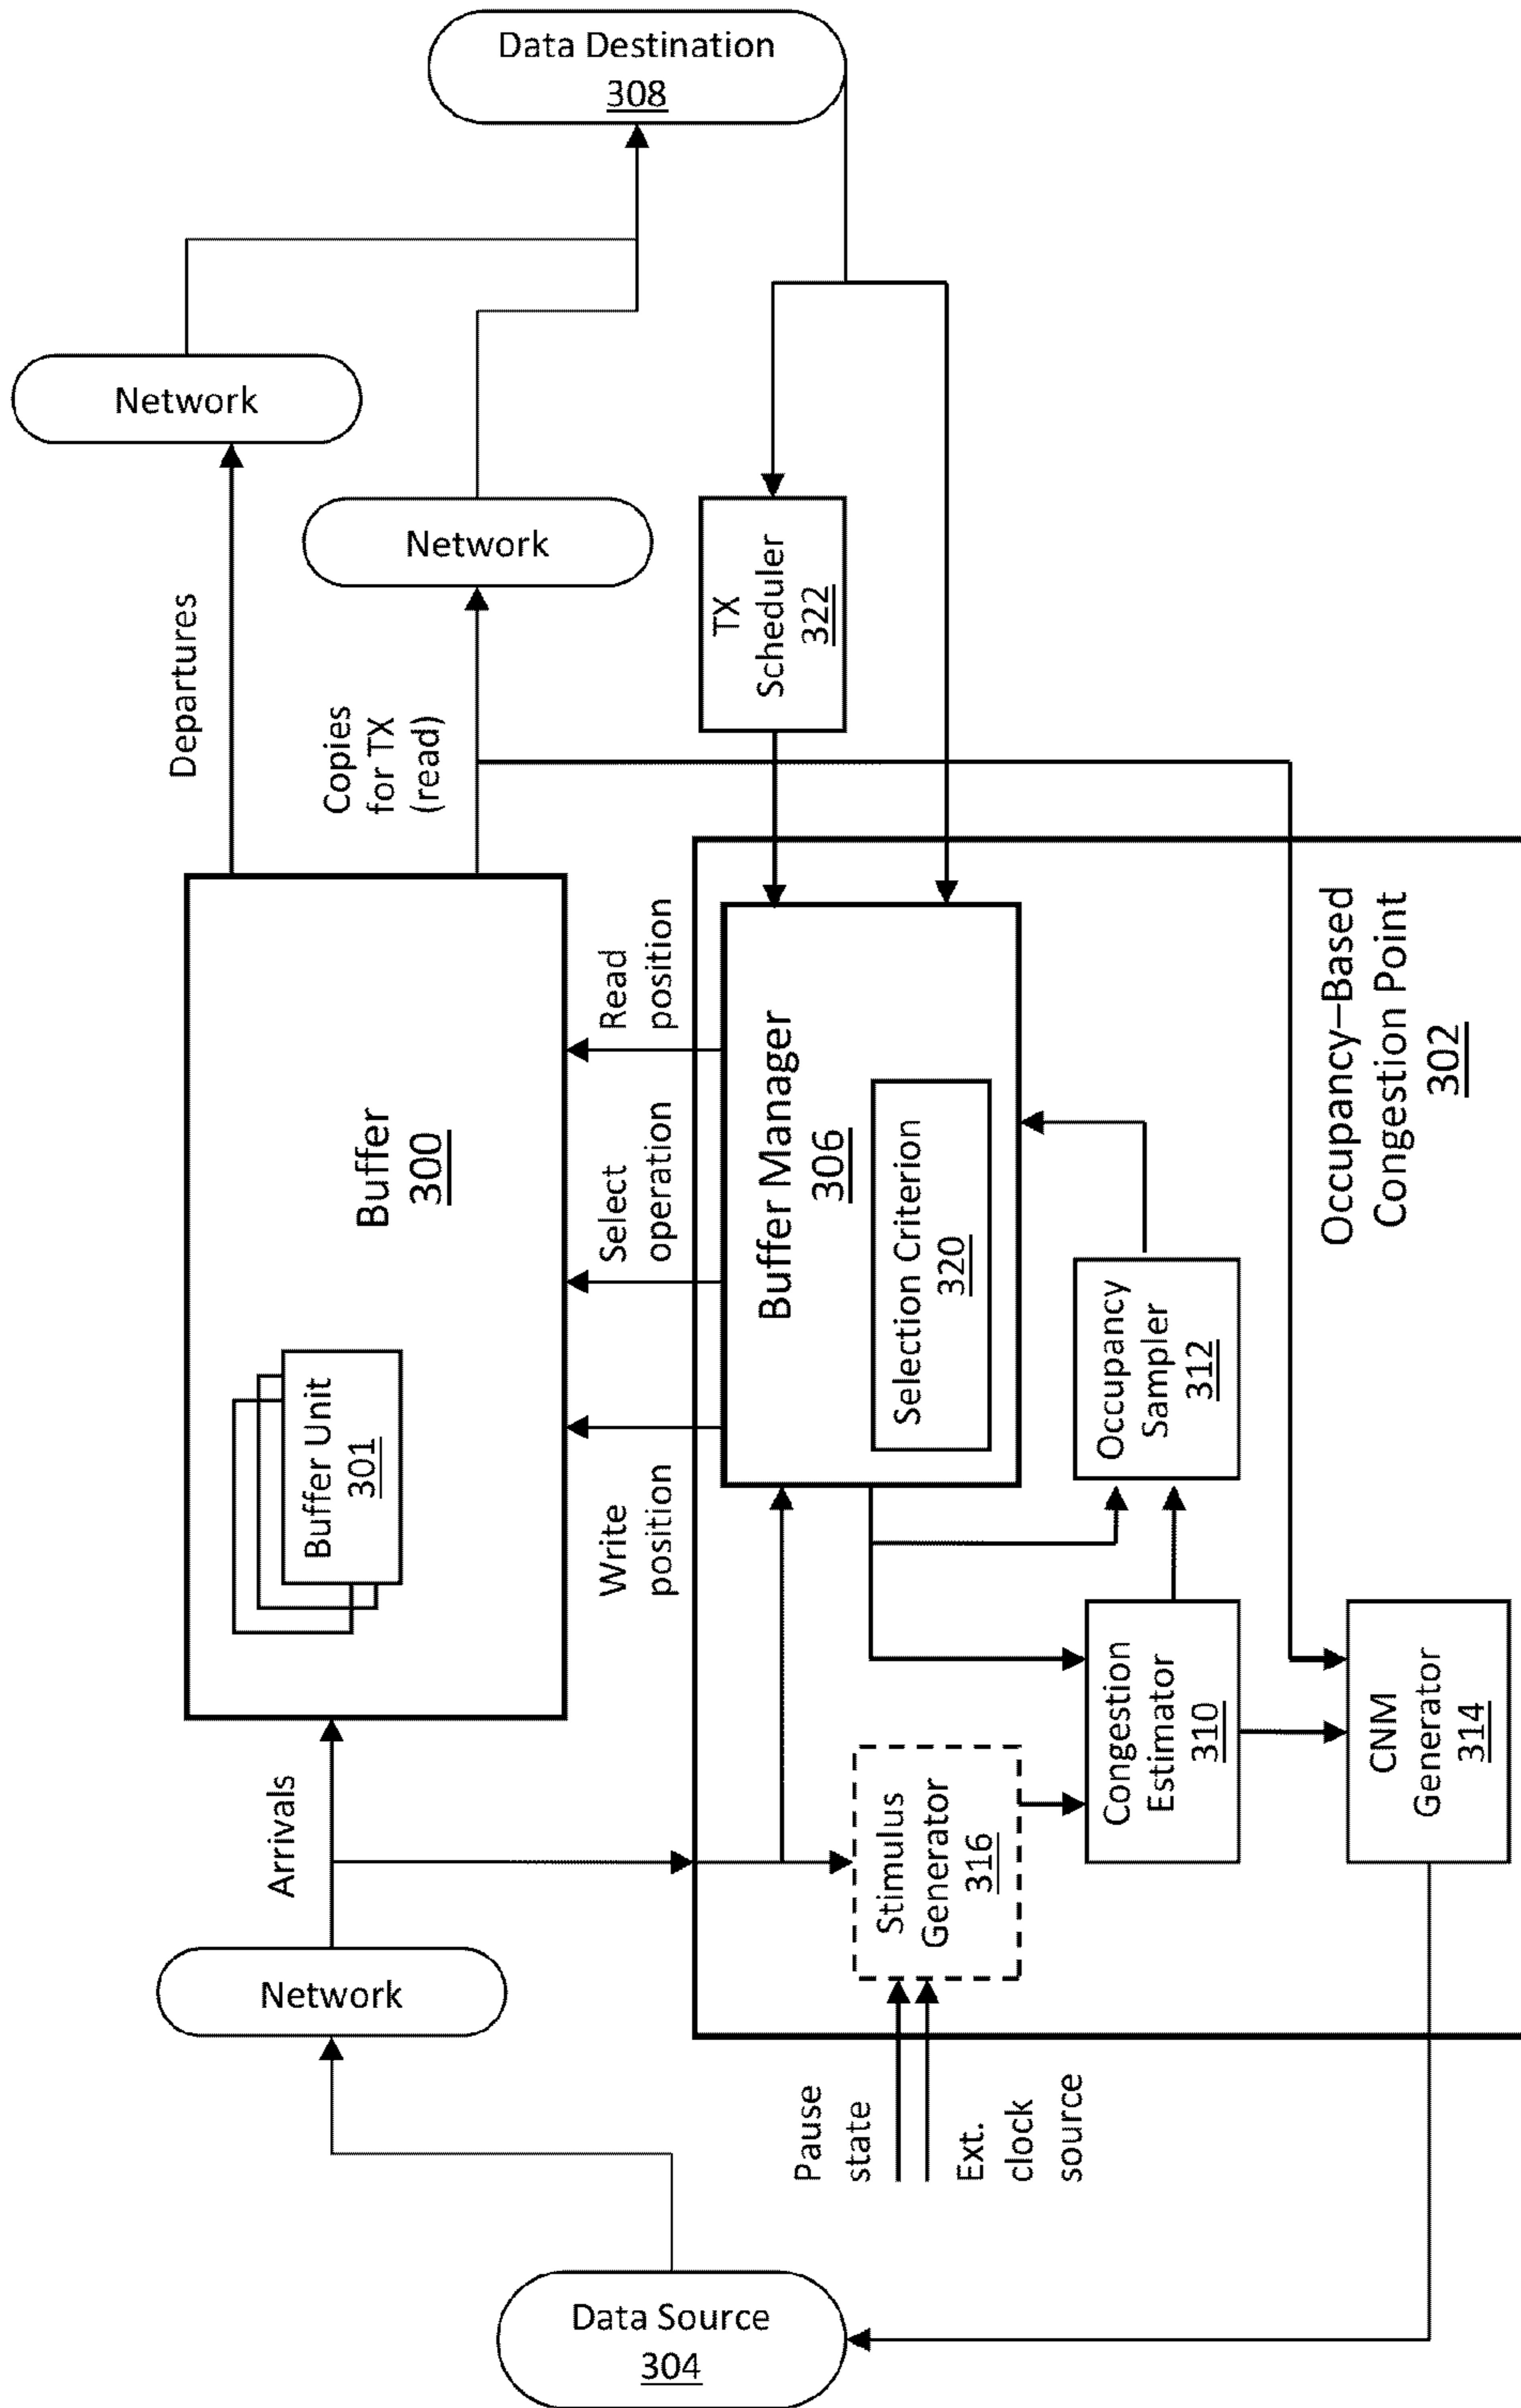 Data Source
304
Network
Arrivals
Buffer Unit
301
Buffer
300
Departures
Network
Copies
for TX
(read)
Network
Data Destination
308
Write
position
Select
operation
Read
position
Buffer Manager
306
Selection Criterion
320
TX
Scheduler
322
Pause
state
Ext.
clock
source
Stimulus
Generator
316
Congestion
Estimator
310
Occupancy
Sampler
312
CNM
Generator
314
Occupancy–Based
Congestion Point
302